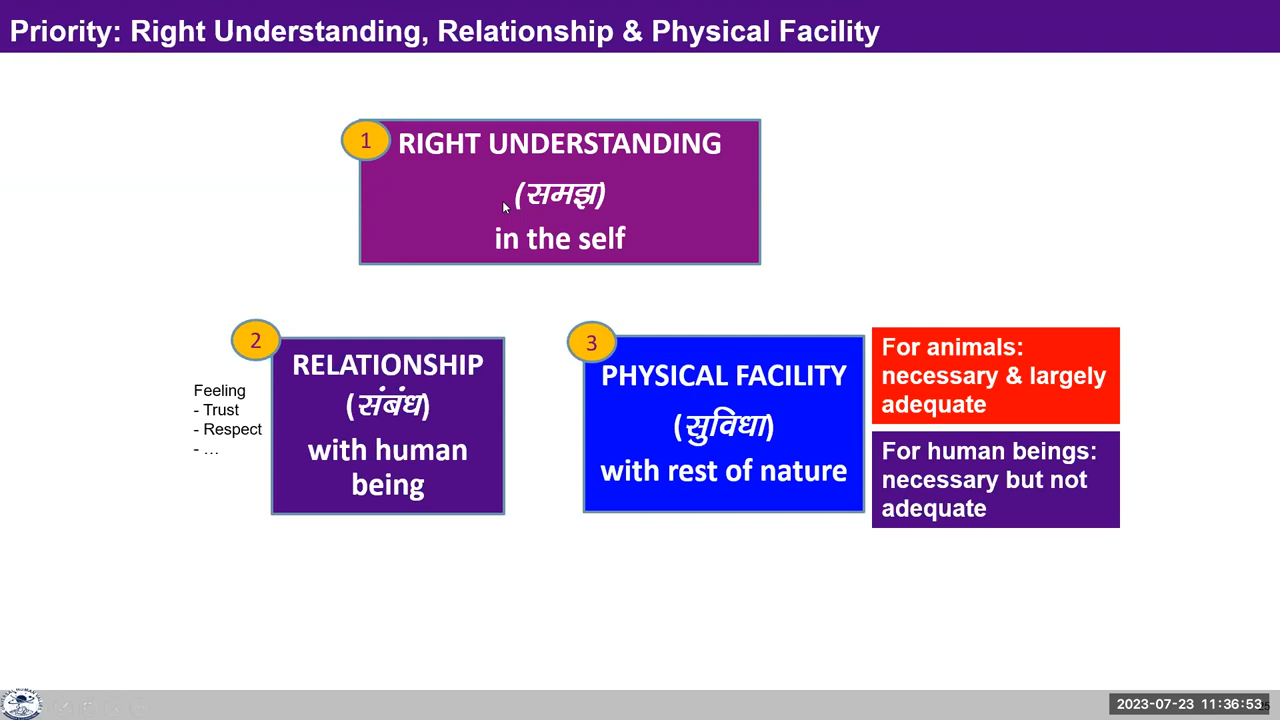 Priority: Right Understanding, Relationship & Physical Facility
1
RIGHT UNDERSTANDING
(समझ)
in the self
2
RELATIONSHIP
(संबंध)
with human
being
Feeling
- Trust
- Respect
- ...
3
PHYSICAL FACILITY
(सुविधा)
with rest of nature
For animals:
necessary & largely
adequate
For human beings:
necessary but not
adequate
2023-07-23 11:36:53